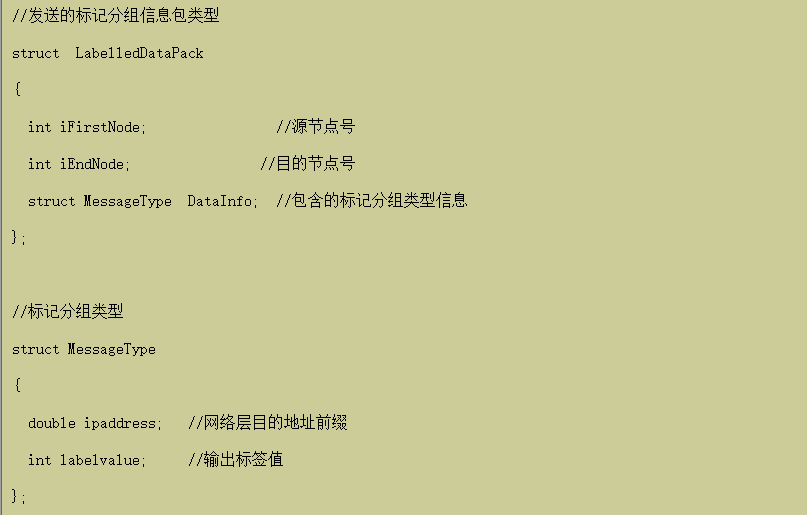 //发送的标记分组信息包类型
struct  LabelledDataPack
{
  int iFirstNode;                //源节点号
  int iEndNode;                //目的节点号
  struct MessageType  DataInfo;  //包含的标记分组类型信息
};
//标记分组类型
struct MessageType
{
  double ipaddress;   //网络层目的地址前缀
  int labelvalue;     //输出标签值
};